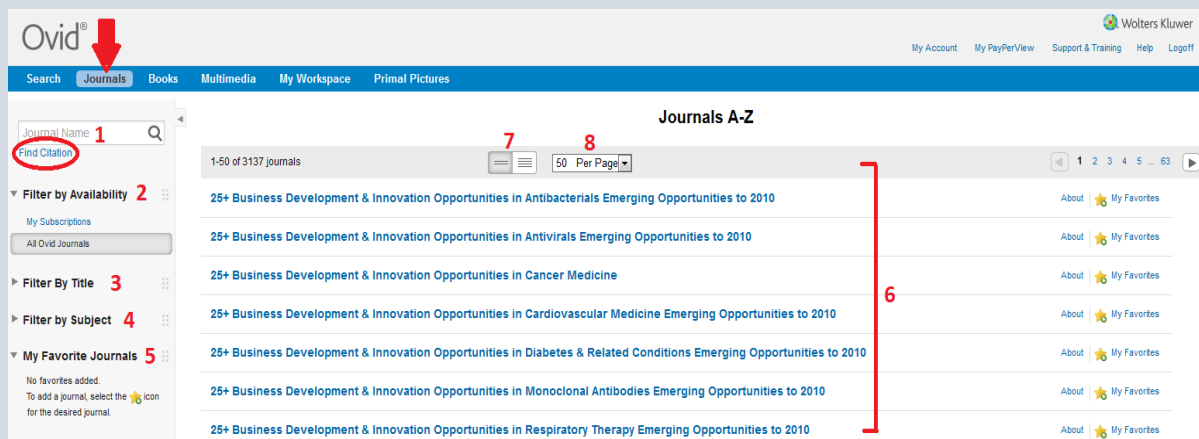 Ovid®
Wolters Kluwer
My Account My PayPerView Support & Training Help Logoff
Search Journals Books Multimedia My Workspace Primal Pictures
Journal Name 1
Find Citation
Filter by Availability 2
My Subscriptions
All Ovid Journals
Filter By Title 3
Filter by Subject 4
My Favorite Journals 5
No favorites added.
To add a journal, select the icon
for the desired journal.
Journals A-Z
7 8
1-50 of 3137 journals 50 Per Page 1 2 3 4 5 ... 63
25+ Business Development & Innovation Opportunities in Antibacterials Emerging Opportunities to 2010 About My Favorites
25+ Business Development & Innovation Opportunities in Antivirals Emerging Opportunities to 2010 About My Favorites
25+ Business Development & Innovation Opportunities in Cancer Medicine About My Favorites
6
25+ Business Development & Innovation Opportunities in Cardiovascular Medicine Emerging Opportunities to 2010 About My Favorites
25+ Business Development & Innovation Opportunities in Diabetes & Related Conditions Emerging Opportunities to 2010 About My Favorites
25+ Business Development & Innovation Opportunities in Monoclonal Antibodies Emerging Opportunities to 2010 About My Favorites
25+ Business Development & Innovation Opportunities in Respiratory Therapy Emerging Opportunities to 2010 About My Favorites